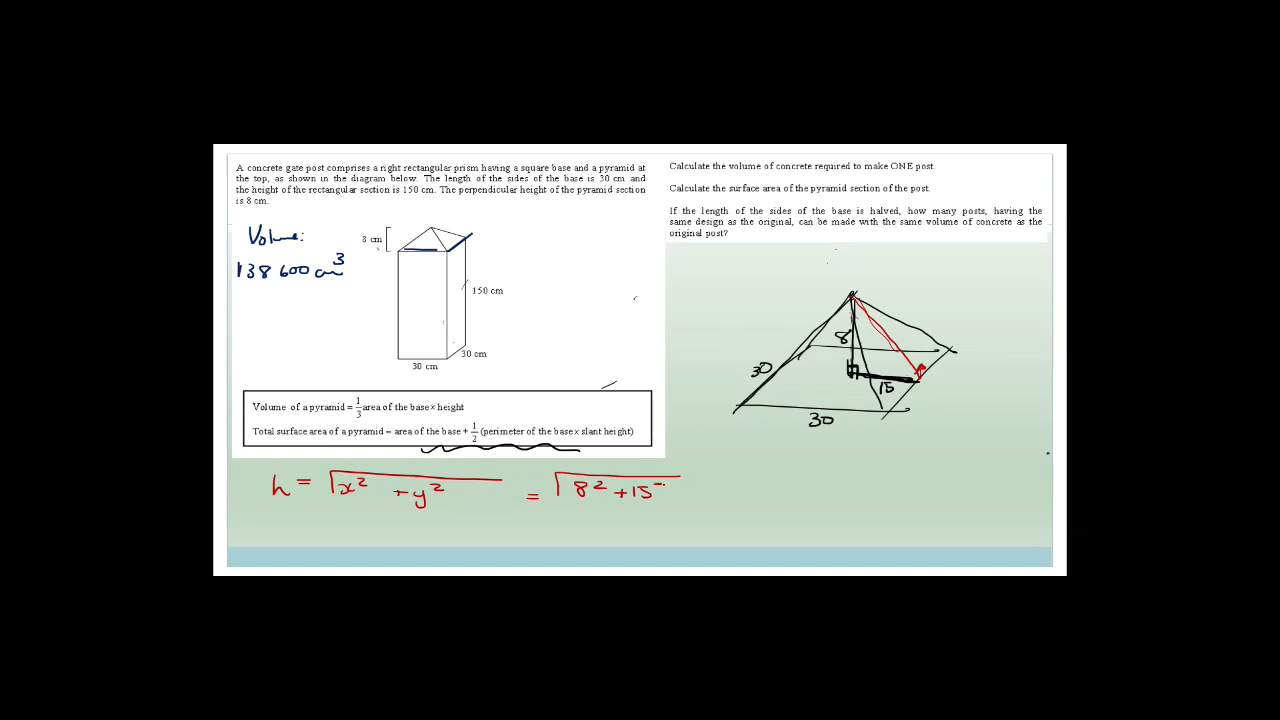 A concrete gate post comprises a right rectangular prism having a square base and a pyramid at
the top, as shown in the diagram below. The length of the sides of the base is 30 cm and
the height of the rectangular section is 150 cm. The perpendicular height of the pyramid section
is 8 cm.
Volume:
138 600 cm³
8 cm
150 cm
30 cm
30 cm
Volume of a pyramid = 1/3 area of the base × height
Total surface area of a pyramid = area of the base + 1/2 (perimeter of the base × slant height)
h = √x² + y² = √8² + 15²
Calculate the volume of concrete required to make ONE post.
Calculate the surface area of the pyramid section of the post.
If the length of the sides of the base is halved, how many posts, having the
same design as the original, can be made with the same volume of concrete as the
original post?
8
30
15
30